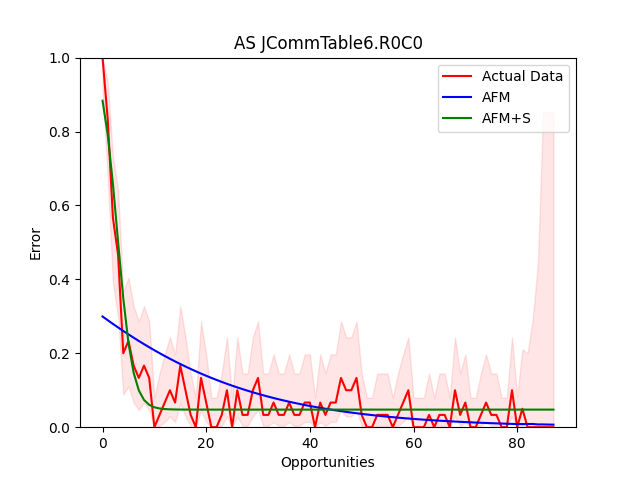 AS JCommTable6.R0C0
Actual Data
AFM
AFM+S
Error
1.0
0.8
0.6
0.4
0.2
0.0
0 20 40 60 80
Opportunities